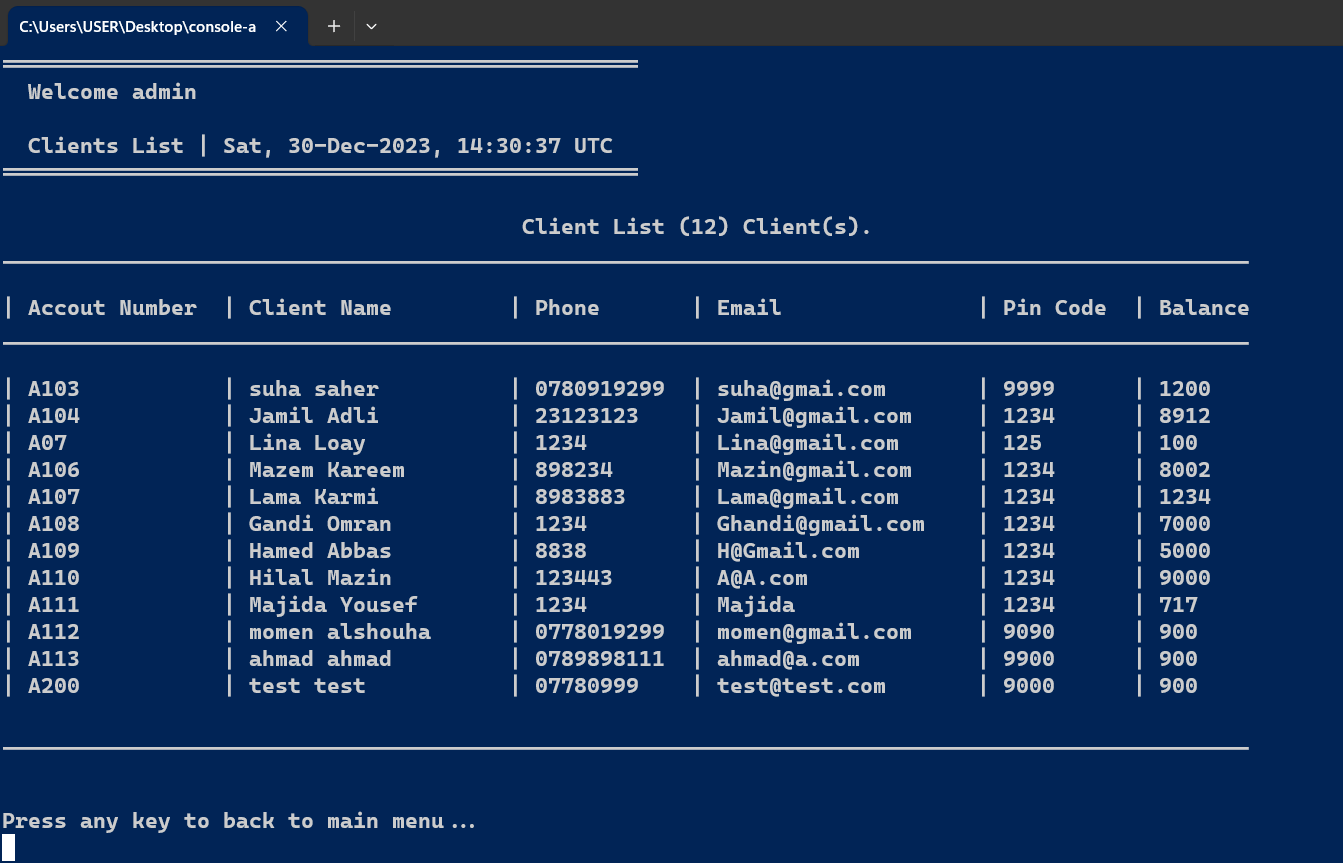 C:\Users\USER\Desktop\console-a
Welcome admin
Clients List | Sat, 30-Dec-2023, 14:30:37 UTC
Client List (12) Client(s).
| Accout Number | Client Name | Phone | Email | Pin Code | Balance
| A103 | suha saher | 0780919299 | suha@gmai.com | 9999 | 1200
| A104 | Jamil Adli | 23123123 | Jamil@gmail.com | 1234 | 8912
| A07 | Lina Loay | 1234 | Lina@gmail.com | 125 | 100
| A106 | Mazem Kareem | 898234 | Mazin@gmail.com | 1234 | 8002
| A107 | Lama Karmi | 8983883 | Lama@gmail.com | 1234 | 1234
| A108 | Gandi Omran | 1234 | Ghandi@gmail.com | 1234 | 7000
| A109 | Hamed Abbas | 8838 | H@Gmail.com | 1234 | 5000
| A110 | Hilal Mazin | 123443 | A@A.com | 1234 | 9000
| A111 | Majida Yousef | 1234 | Majida | 1234 | 717
| A112 | momen alshouha | 0778019299 | momen@gmail.com | 9090 | 900
| A113 | ahmad ahmad | 0789898111 | ahmad@a.com | 9900 | 900
| A200 | test test | 07780999 | test@test.com | 9000 | 900
Press any key to back to main menu...